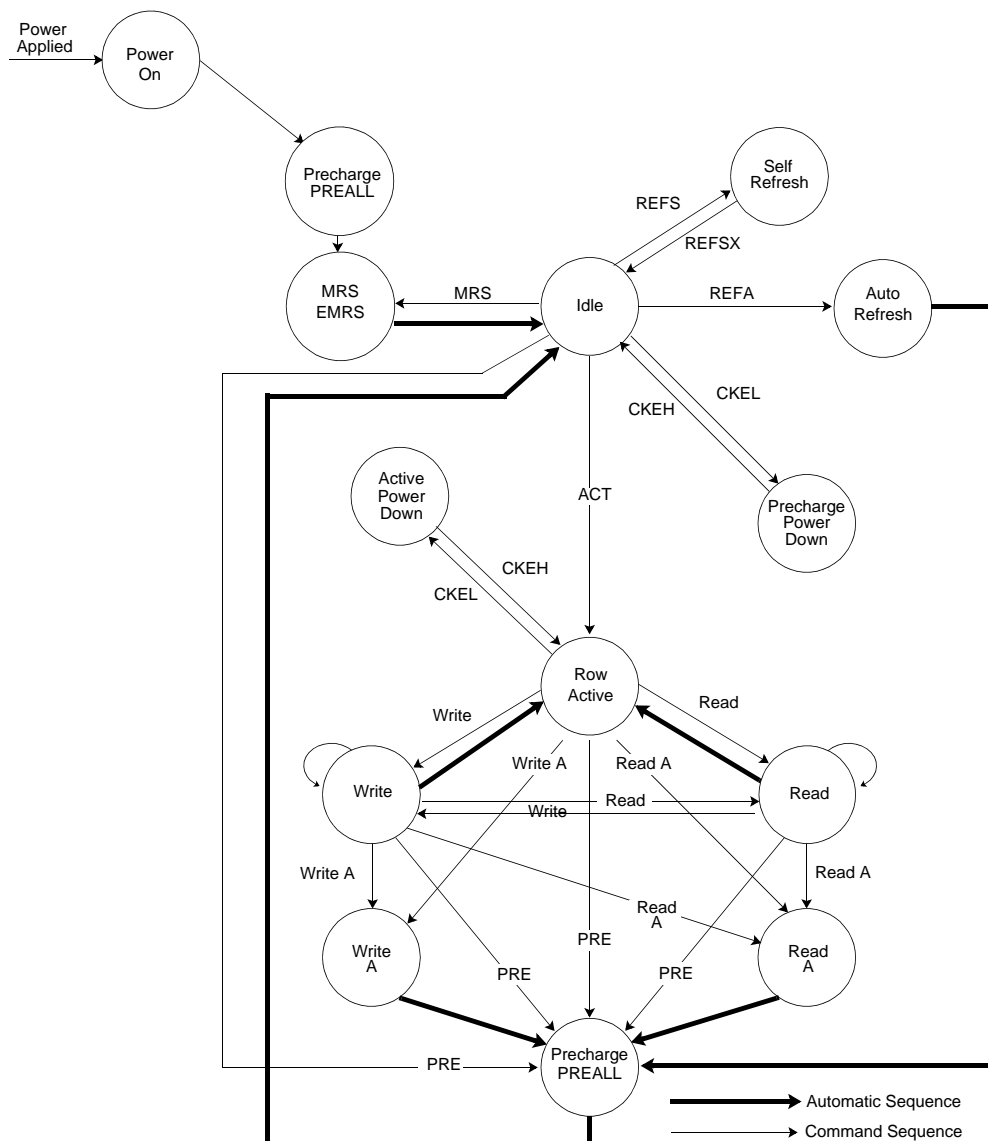 Power
Applied
Power
On
Precharge
PREALL
Self
Refresh
REFS
REFSX
MRS
EMRS
MRS
Idle
REFA
Auto
Refresh
CKEL
CKEH
Active
Power
Down
ACT
Precharge
Power
Down
CKEH
CKEL
Row
Active
Write
Read
Write A
Read A
Write
Read
Read
Write
Write A
Read A
Read
A
Write
A
PRE
Read
A
PRE
PRE
Precharge
PREALL
PRE
Automatic Sequence
Command Sequence